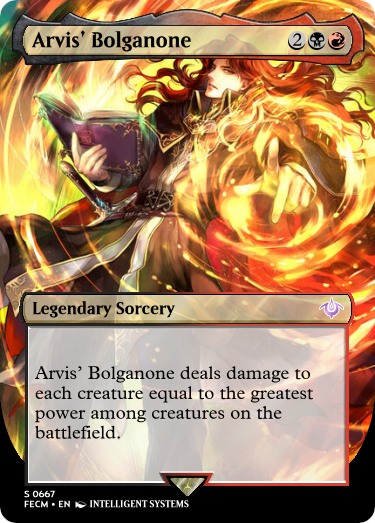 Arvis’ Bolganone 2
Legendary Sorcery
Arvis’ Bolganone deals damage to
each creature equal to the greatest
power among creatures on the
battlefield.
S 0667
FECM • EN INTELLIGENT SYSTEMS